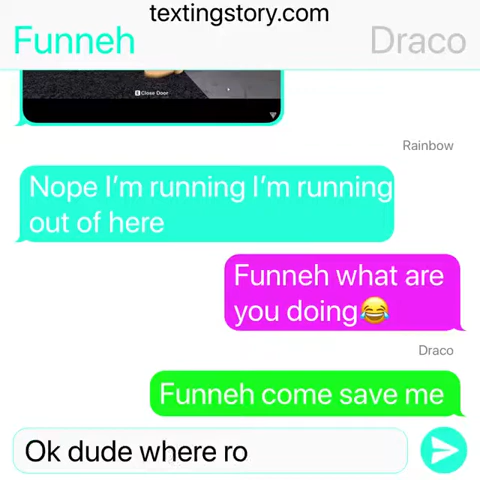 textingstory.com
Funneh
Draco
E Close Door
Rainbow
Nope I'm running I'm running
out of here
Funneh what are
you doing😂
Draco
Funneh come save me
Ok dude where ro